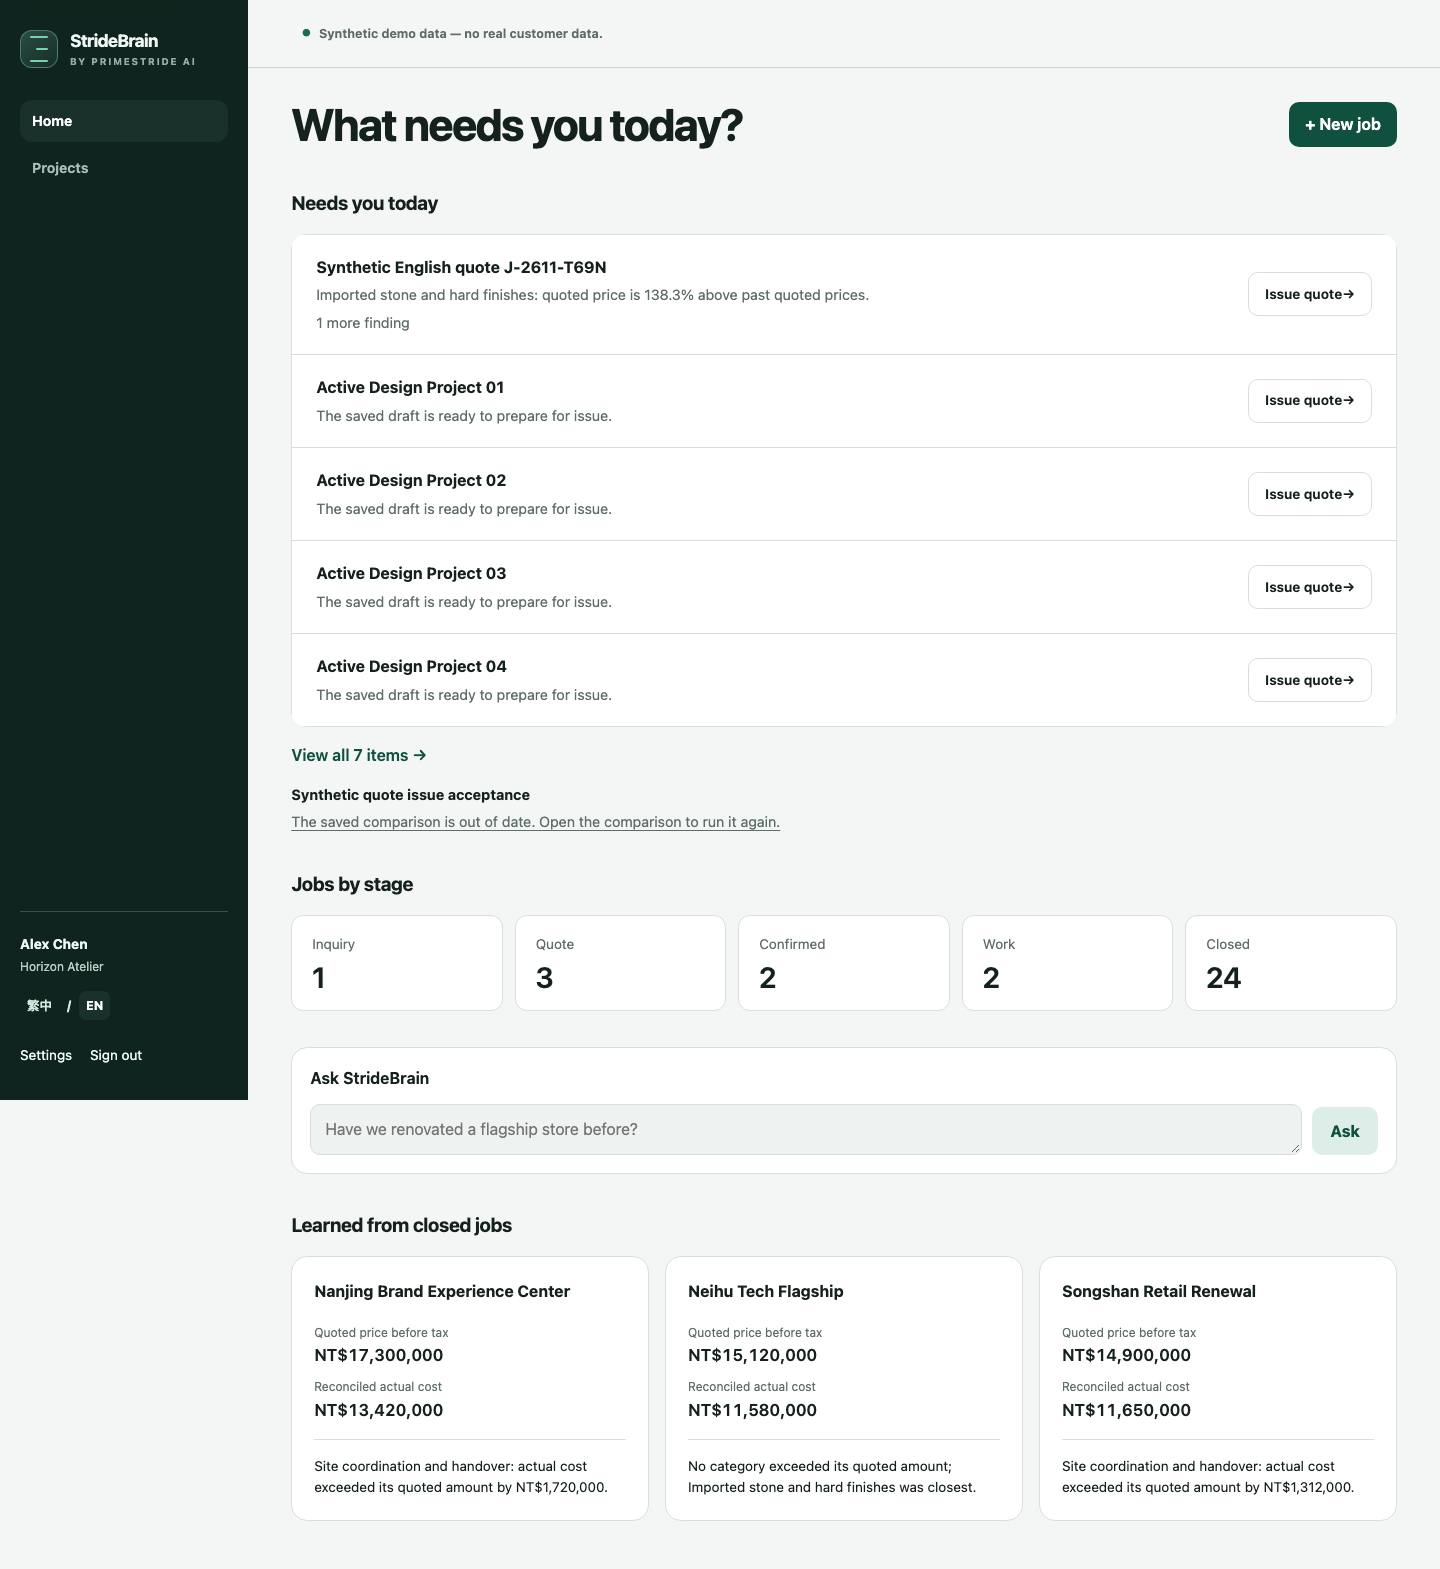 StrideBrain
BY PRIMESTRIDE AI
Home
Projects
Alex Chen
Horizon Atelier
繁中 / EN
Settings Sign out
Synthetic demo data — no real customer data.
What needs you today?
+ New job
Needs you today
Synthetic English quote J-2611-T69N
Imported stone and hard finishes: quoted price is 138.3% above past quoted prices.
1 more finding
Issue quote→
Active Design Project 01
The saved draft is ready to prepare for issue.
Issue quote→
Active Design Project 02
The saved draft is ready to prepare for issue.
Issue quote→
Active Design Project 03
The saved draft is ready to prepare for issue.
Issue quote→
Active Design Project 04
The saved draft is ready to prepare for issue.
Issue quote→
View all 7 items →
Synthetic quote issue acceptance
The saved comparison is out of date. Open the comparison to run it again.
Jobs by stage
Inquiry
1
Quote
3
Confirmed
2
Work
2
Closed
24
Ask StrideBrain
Have we renovated a flagship store before?
Ask
Learned from closed jobs
Nanjing Brand Experience Center
Quoted price before tax
NT$17,300,000
Reconciled actual cost
NT$13,420,000
Site coordination and handover: actual cost
exceeded its quoted amount by NT$1,720,000.
Neihu Tech Flagship
Quoted price before tax
NT$15,120,000
Reconciled actual cost
NT$11,580,000
No category exceeded its quoted amount;
Imported stone and hard finishes was closest.
Songshan Retail Renewal
Quoted price before tax
NT$14,900,000
Reconciled actual cost
NT$11,650,000
Site coordination and handover: actual cost
exceeded its quoted amount by NT$1,312,000.